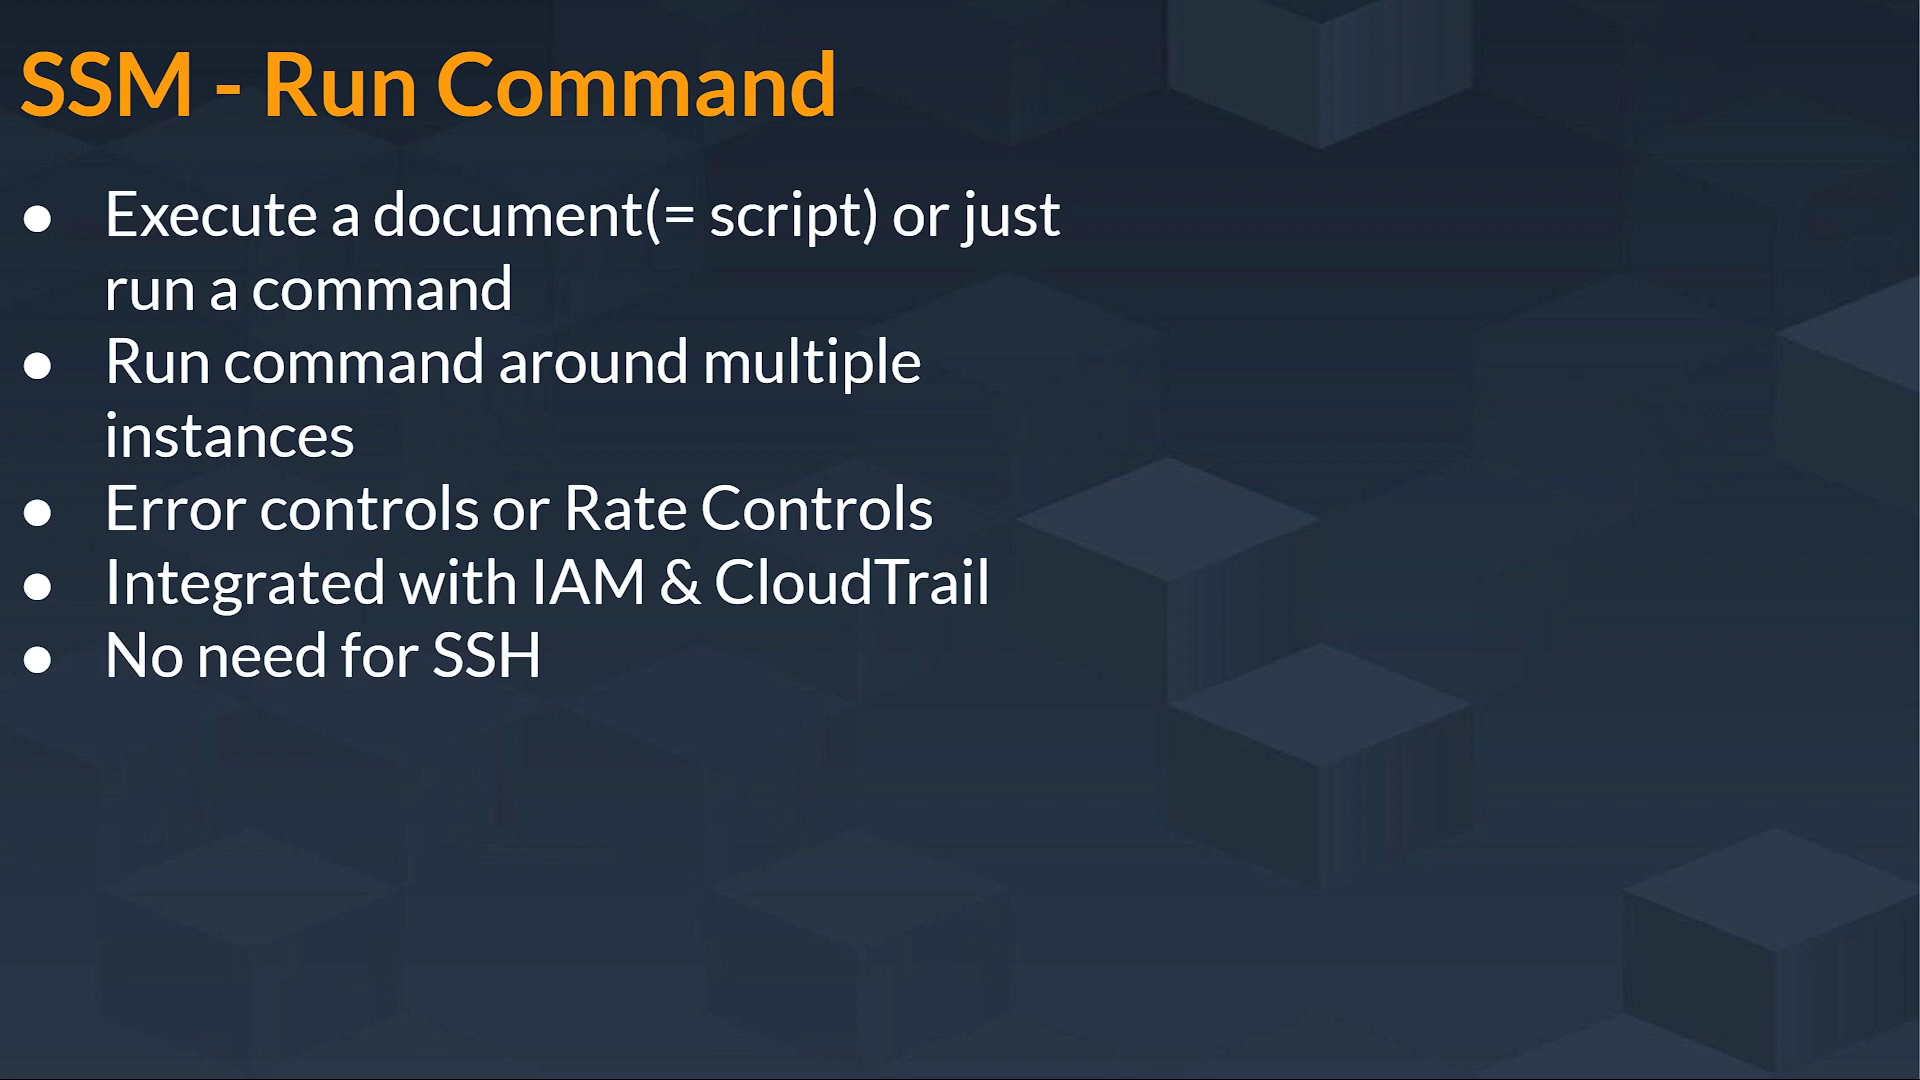 SSM - Run Command
● Execute a document(= script) or just
run a command
● Run command around multiple
instances
● Error controls or Rate Controls
● Integrated with IAM & CloudTrail
● No need for SSH